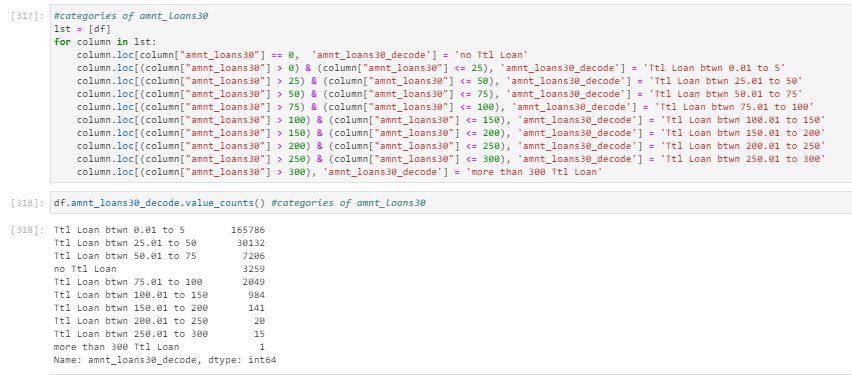 [317]: #categories of amnt_loans30
lst = [df]
for column in lst:
    column.loc[column["amnt_loans30"] == 0,  'amnt_loans30_decode'] = 'no Ttl Loan'
    column.loc[(column["amnt_loans30"] > 0) & (column["amnt_loans30"] <= 25), 'amnt_loans30_decode'] = 'Ttl Loan btwn 0.01 to 5'
    column.loc[(column["amnt_loans30"] > 25) & (column["amnt_loans30"] <= 50), 'amnt_loans30_decode'] = 'Ttl Loan btwn 25.01 to 50'
    column.loc[(column["amnt_loans30"] > 50) & (column["amnt_loans30"] <= 75), 'amnt_loans30_decode'] = 'Ttl Loan btwn 50.01 to 75'
    column.loc[(column["amnt_loans30"] > 75) & (column["amnt_loans30"] <= 100), 'amnt_loans30_decode'] = 'Ttl Loan btwn 75.01 to 100'
    column.loc[(column["amnt_loans30"] > 100) & (column["amnt_loans30"] <= 150), 'amnt_loans30_decode'] = 'Ttl Loan btwn 100.01 to 150'
    column.loc[(column["amnt_loans30"] > 150) & (column["amnt_loans30"] <= 200), 'amnt_loans30_decode'] = 'Ttl Loan btwn 150.01 to 200'
    column.loc[(column["amnt_loans30"] > 200) & (column["amnt_loans30"] <= 250), 'amnt_loans30_decode'] = 'Ttl Loan btwn 200.01 to 250'
    column.loc[(column["amnt_loans30"] > 250) & (column["amnt_loans30"] <= 300), 'amnt_loans30_decode'] = 'Ttl Loan btwn 250.01 to 300'
    column.loc[(column["amnt_loans30"] > 300), 'amnt_loans30_decode'] = 'more than 300 Ttl Loan'
[318]: df.amnt_loans30_decode.value_counts() #categories of amnt_loans30
[318]: Ttl Loan btwn 0.01 to 5 165786
Ttl Loan btwn 25.01 to 50 30132
Ttl Loan btwn 50.01 to 75 7206
no Ttl Loan 3259
Ttl Loan btwn 75.01 to 100 2049
Ttl Loan btwn 100.01 to 150 984
Ttl Loan btwn 150.01 to 200 141
Ttl Loan btwn 200.01 to 250 20
Ttl Loan btwn 250.01 to 300 15
more than 300 Ttl Loan 1
Name: amnt_loans30_decode, dtype: int64